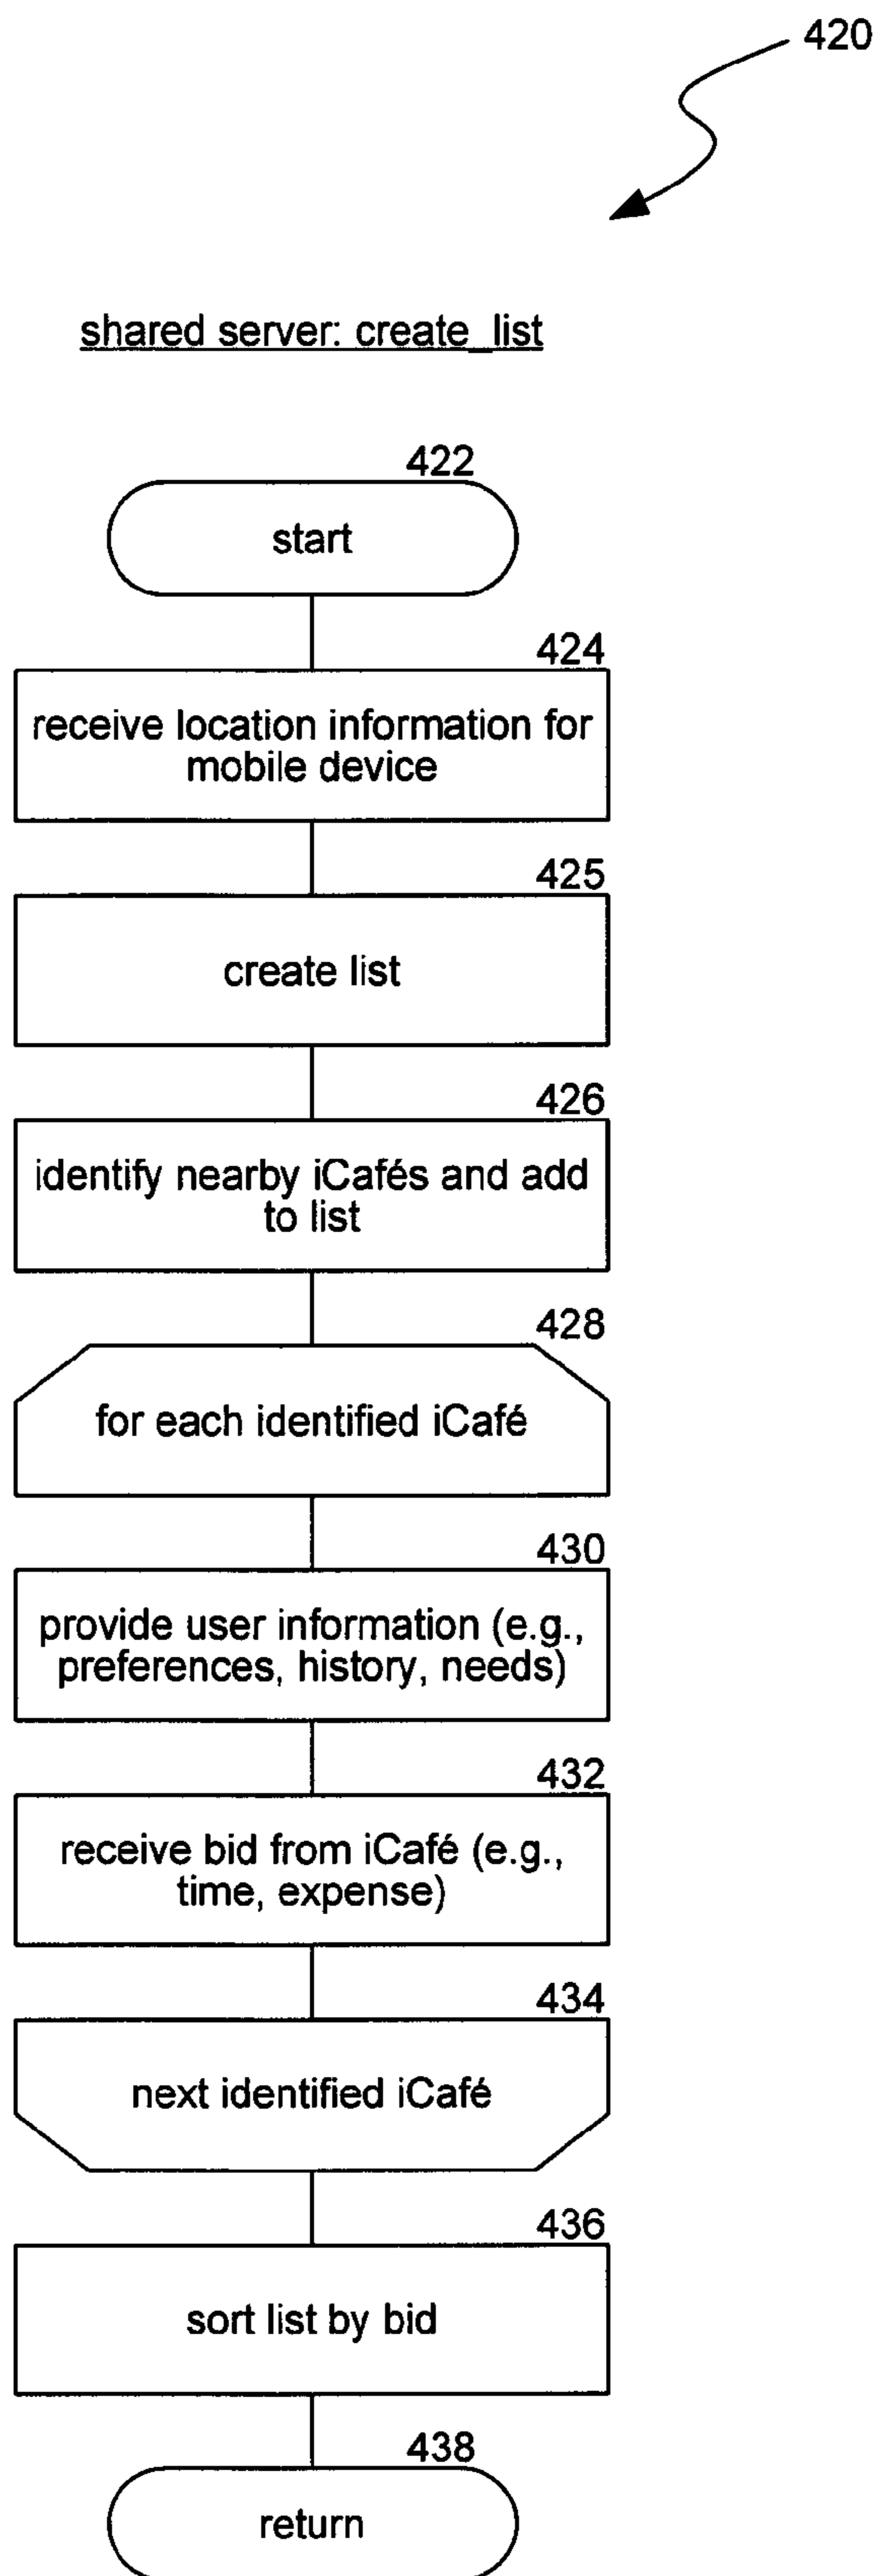 420
shared server: create_list
422
start
424
receive location information for
mobile device
425
create list
426
identify nearby iCafés and add
to list
428
for each identified iCafé
430
provide user information (e.g.,
preferences, history, needs)
432
receive bid from iCafé (e.g.,
time, expense)
434
next identified iCafé
436
sort list by bid
438
return